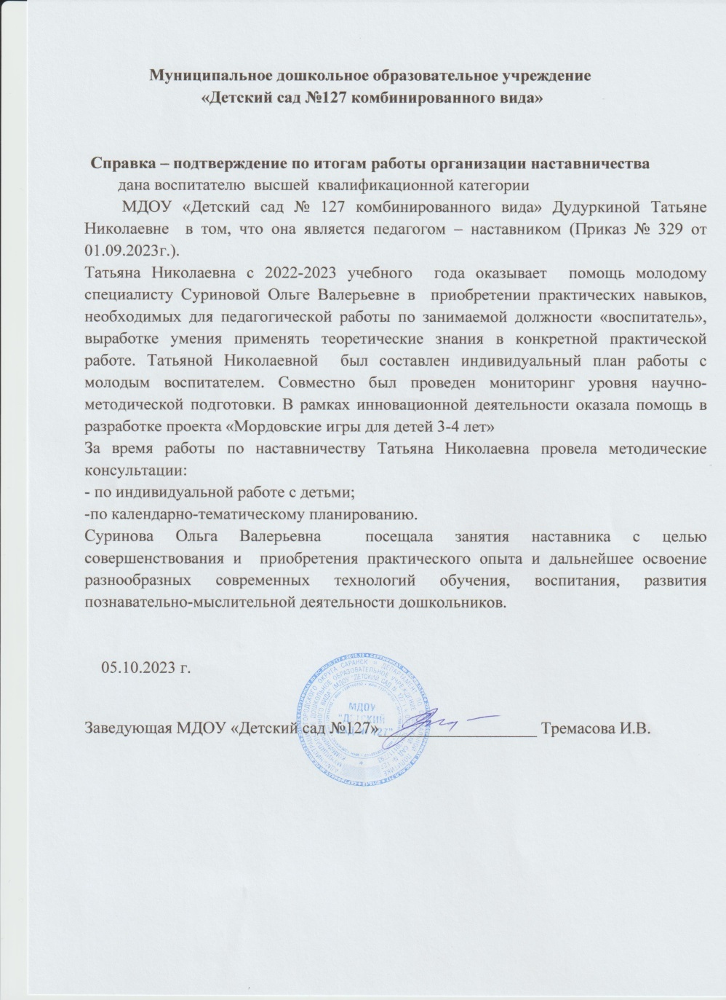 Муниципальное дошкольное образовательное учреждение
«Детский сад №127 комбинированного вида»
Справка – подтверждение по итогам работы организации наставничества
дана воспитателю высшей квалификационной категории
МДОУ «Детский сад № 127 комбинированного вида» Дудуркиной Татьяне
Николаевне в том, что она является педагогом – наставником (Приказ № 329 от
01.09.2023г.).
Татьяна Николаевна с 2022-2023 учебного года оказывает помощь молодому
специалисту Суриновой Ольге Валерьевне в приобретении практических навыков,
необходимых для педагогической работы по занимаемой должности «воспитатель»,
выработке умения применять теоретические знания в конкретной практической
работе. Татьяной Николаевной был составлен индивидуальный план работы с
молодым воспитателем. Совместно был проведен мониторинг уровня научно-
методической подготовки. В рамках инновационной деятельности оказала помощь в
разработке проекта «Мордовские игры для детей 3-4 лет»
За время работы по наставничеству Татьяна Николаевна провела методические
консультации:
- по индивидуальной работе с детьми;
-по календарно-тематическому планированию.
Суринова Ольга Валерьевна посещала занятия наставника с целью
совершенствования и приобретения практического опыта и дальнейшее освоение
разнообразных современных технологий обучения, воспитания, развития
познавательно-мыслительной деятельности дошкольников.
05.10.2023 г.
Заведующая МДОУ «Детский сад №127»__________________ Тремасова И.В.
МДОУ
"ДЕТСКИЙ